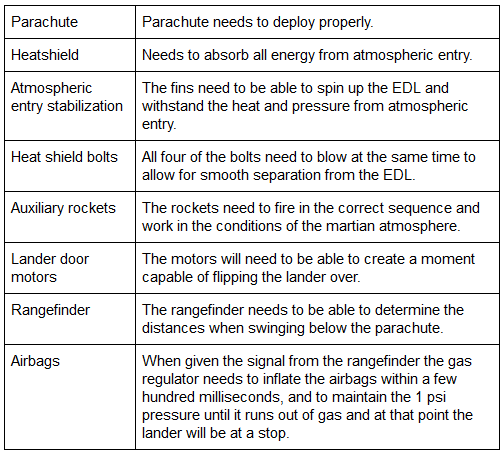 Parachute
Parachute needs to deploy properly.
Heatshield
Needs to absorb all energy from atmospheric entry.
Atmospheric
entry stabilization
The fins need to be able to spin up the EDL and
withstand the heat and pressure from atmospheric
entry.
Heat shield bolts
All four of the bolts need to blow at the same time to
allow for smooth separation from the EDL.
Auxiliary rockets
The rockets need to fire in the correct sequence and
work in the conditions of the martian atmosphere.
Lander door
motors
The motors will need to be able to create a moment
capable of flipping the lander over.
Rangefinder
The rangefinder needs to be able to determine the
distances when swinging below the parachute.
Airbags
When given the signal from the rangefinder the gas
regulator needs to inflate the airbags within a few
hundred milliseconds, and to maintain the 1 psi
pressure until it runs out of gas and at that point the
lander will be at a stop.